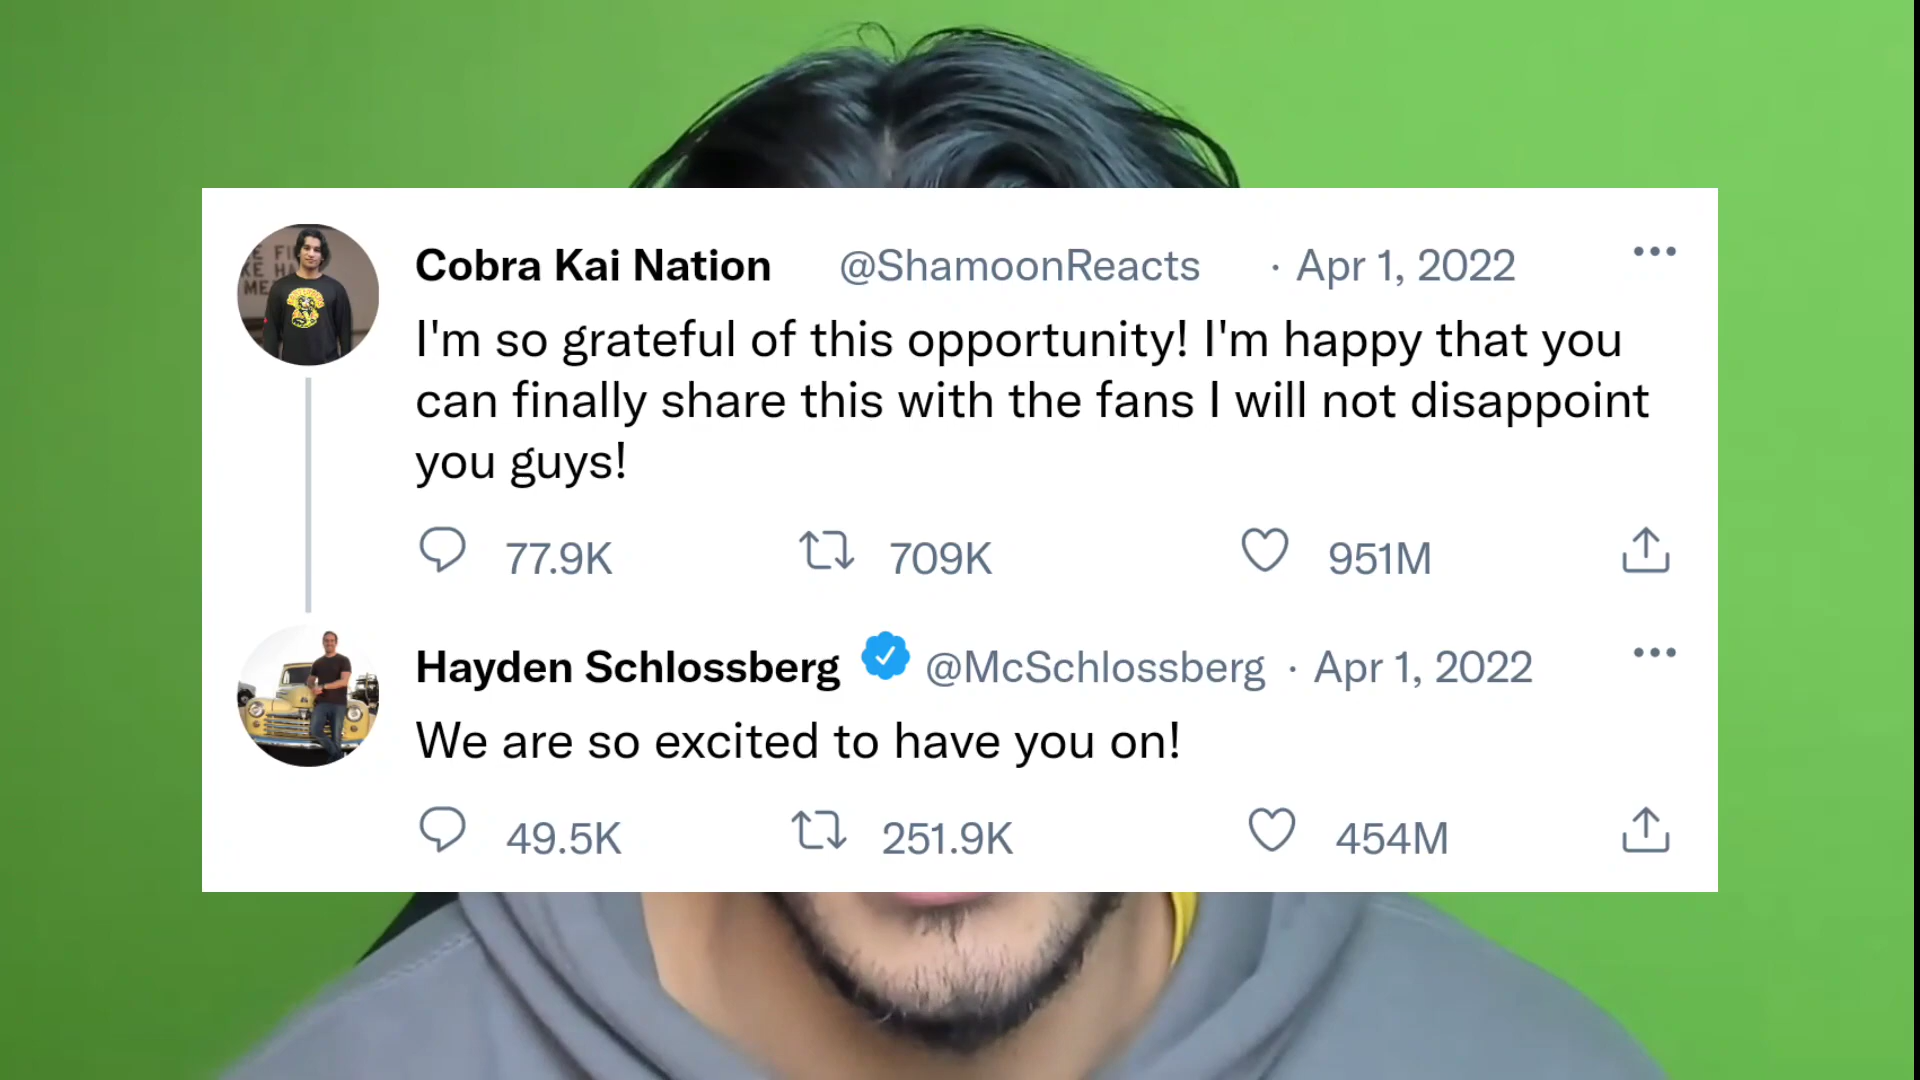 Cobra Kai Nation @ShamoonReacts · Apr 1, 2022
I'm so grateful of this opportunity! I'm happy that you
can finally share this with the fans I will not disappoint
you guys!
77.9K 709K 951M
Hayden Schlossberg @McSchlossberg · Apr 1, 2022
We are so excited to have you on!
49.5K 251.9K 454M